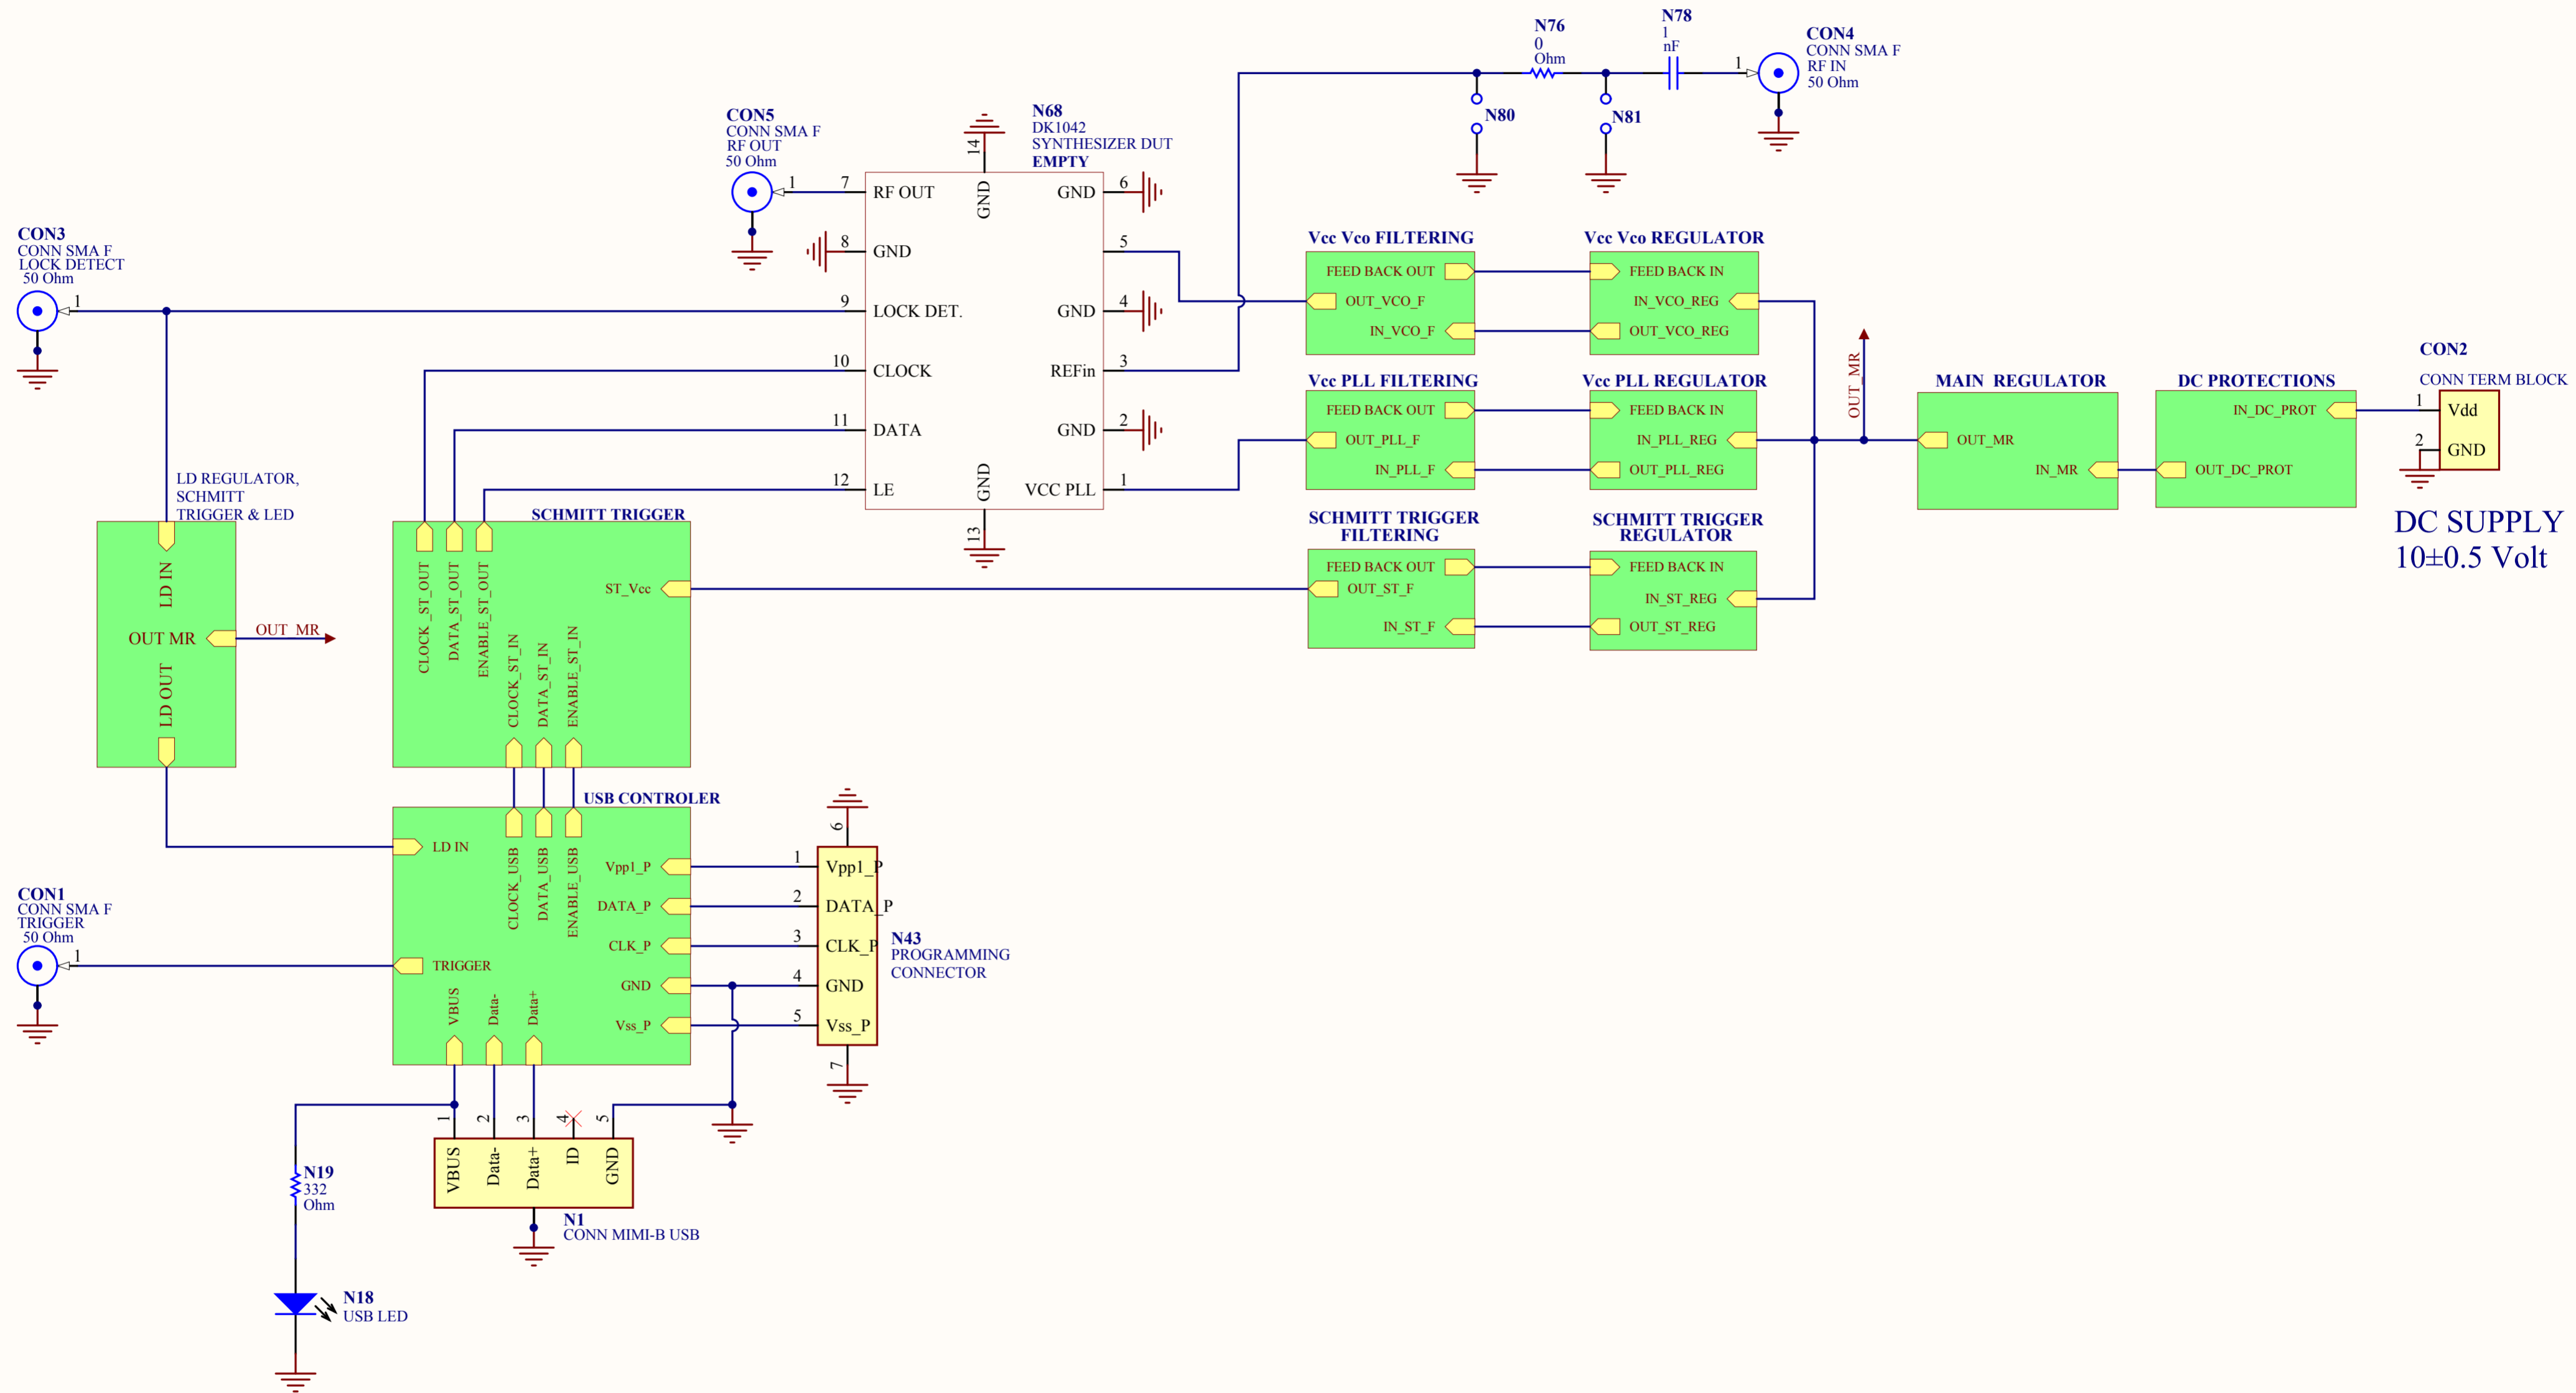 N76
0
Ohm
N78
1
nF
1
CON4
CONN SMA F
RF IN
50 Ohm
N80
N81
CON5
CONN SMA F
RF OUT
50 Ohm
1
N68
DK1042
SYNTHESIZER DUT
EMPTY
14
GND
7
RF OUT
GND
6
8
GND
5
9
LOCK DET.
GND
4
10
CLOCK
REFin
3
11
DATA
GND
2
12
LE
VCC PLL
1
GND
13
CON3
CONN SMA F
LOCK DETECT
50 Ohm
1
Vcc Vco FILTERING
FEED BACK OUT
OUT_VCO_F
IN_VCO_F
Vcc Vco REGULATOR
FEED BACK IN
IN_VCO_REG
OUT_VCO_REG
Vcc PLL FILTERING
FEED BACK OUT
OUT_PLL_F
IN_PLL_F
Vcc PLL REGULATOR
FEED BACK IN
IN_PLL_REG
OUT_PLL_REG
SCHMITT TRIGGER
FILTERING
FEED BACK OUT
OUT_ST_F
IN_ST_F
SCHMITT TRIGGER
REGULATOR
FEED BACK IN
IN_ST_REG
OUT_ST_REG
OUT_MR
MAIN REGULATOR
OUT_MR
IN_MR
DC PROTECTIONS
IN_DC_PROT
OUT_DC_PROT
CON2
CONN TERM BLOCK
1
Vdd
2
GND
DC SUPPLY
10±0.5 Volt
LD REGULATOR,
SCHMITT
TRIGGER & LED
LD IN
OUT MR
OUT_MR
LD OUT
SCHMITT TRIGGER
CLOCK_ST_OUT
DATA_ST_OUT
ENABLE_ST_OUT
ST_Vcc
CLOCK_ST_IN
DATA_ST_IN
ENABLE_ST_IN
USB CONTROLER
LD IN
CLOCK_USB
DATA_USB
ENABLE_USB
Vpp1_P
DATA_P
CLK_P
GND
Vss_P
TRIGGER
VBUS
Data-
Data+
CON1
CONN SMA F
TRIGGER
50 Ohm
1
6
1
Vpp1_P
2
DATA_P
3
CLK_P
4
GND
5
Vss_P
7
N43
PROGRAMMING
CONNECTOR
1
2
3
4
5
VBUS
Data-
Data+
ID
GND
N1
CONN MIMI-B USB
N19
332
Ohm
N18
USB LED